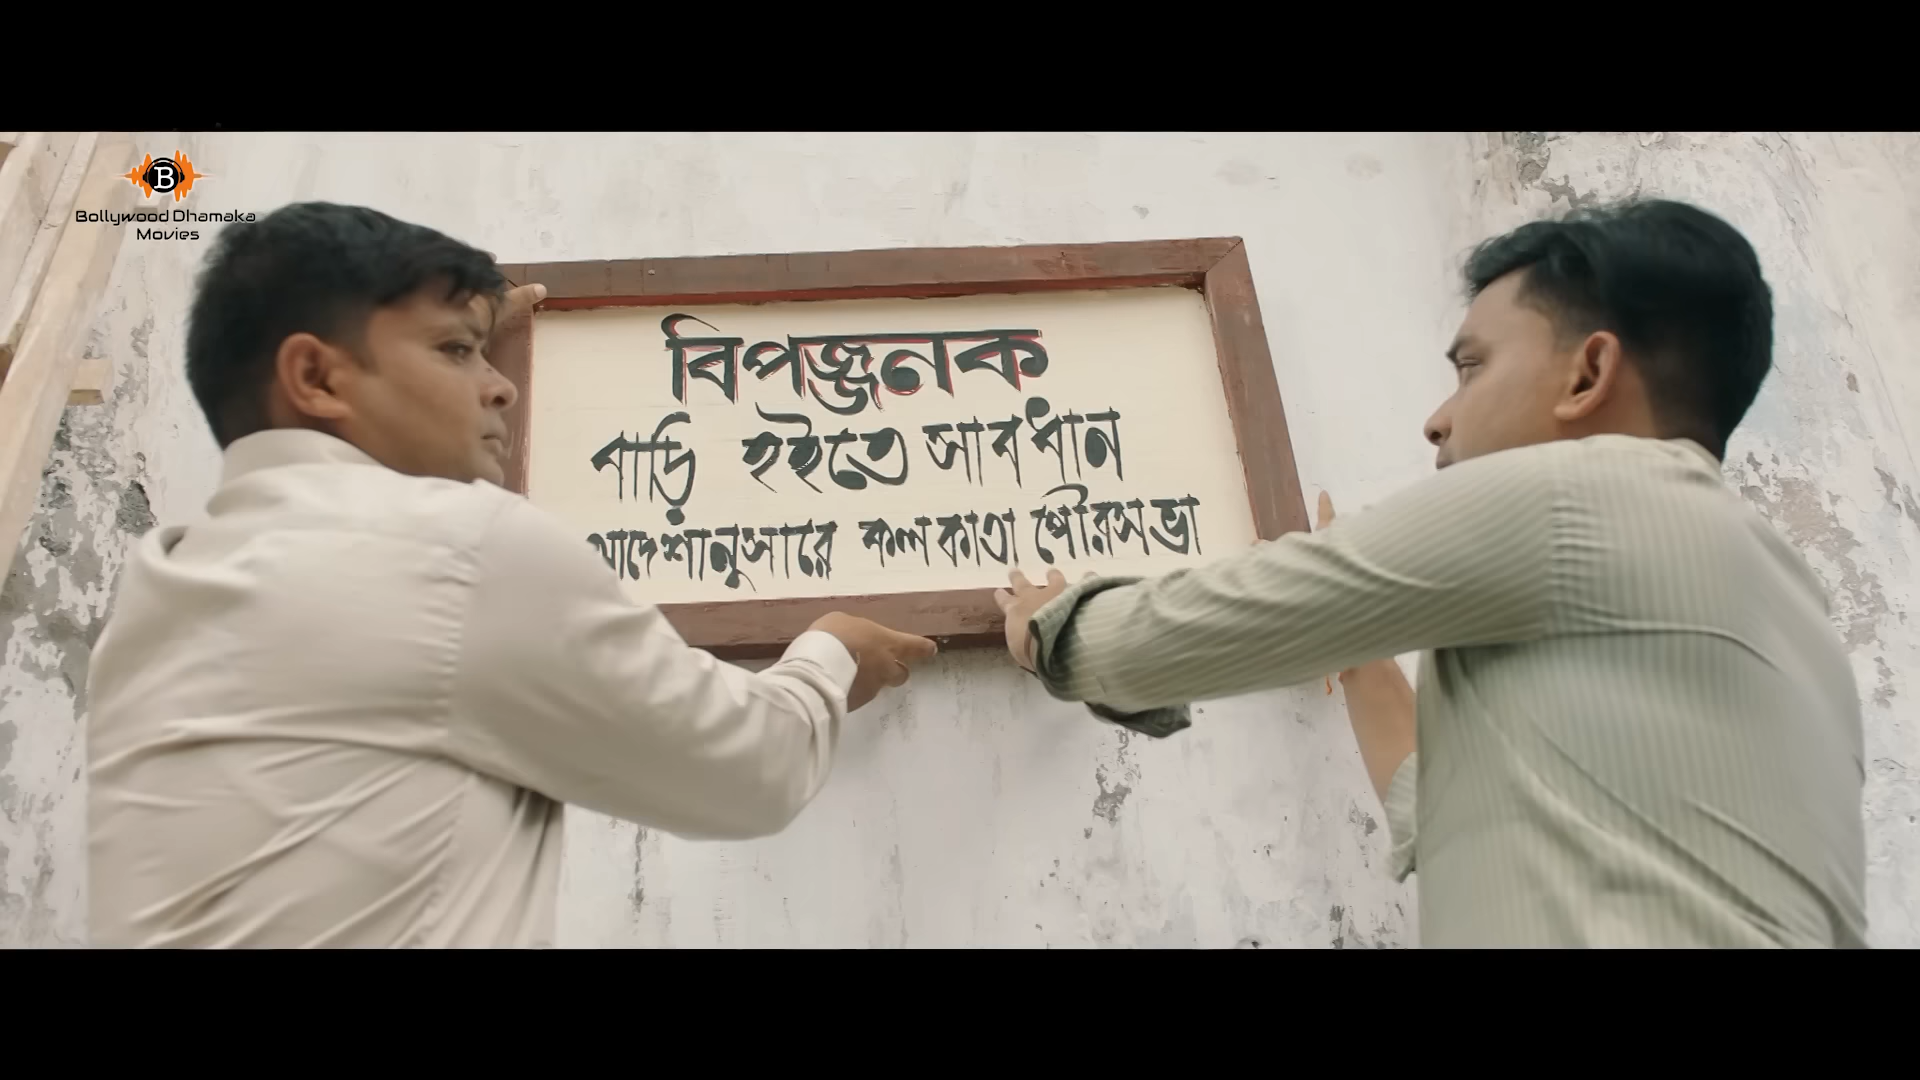 Bollywood Dhamaka
Movies
বিপজ্জনক
বাড়ি হইতে সাবধান
আদেশানুসারে কলকাতা পৌরসভা